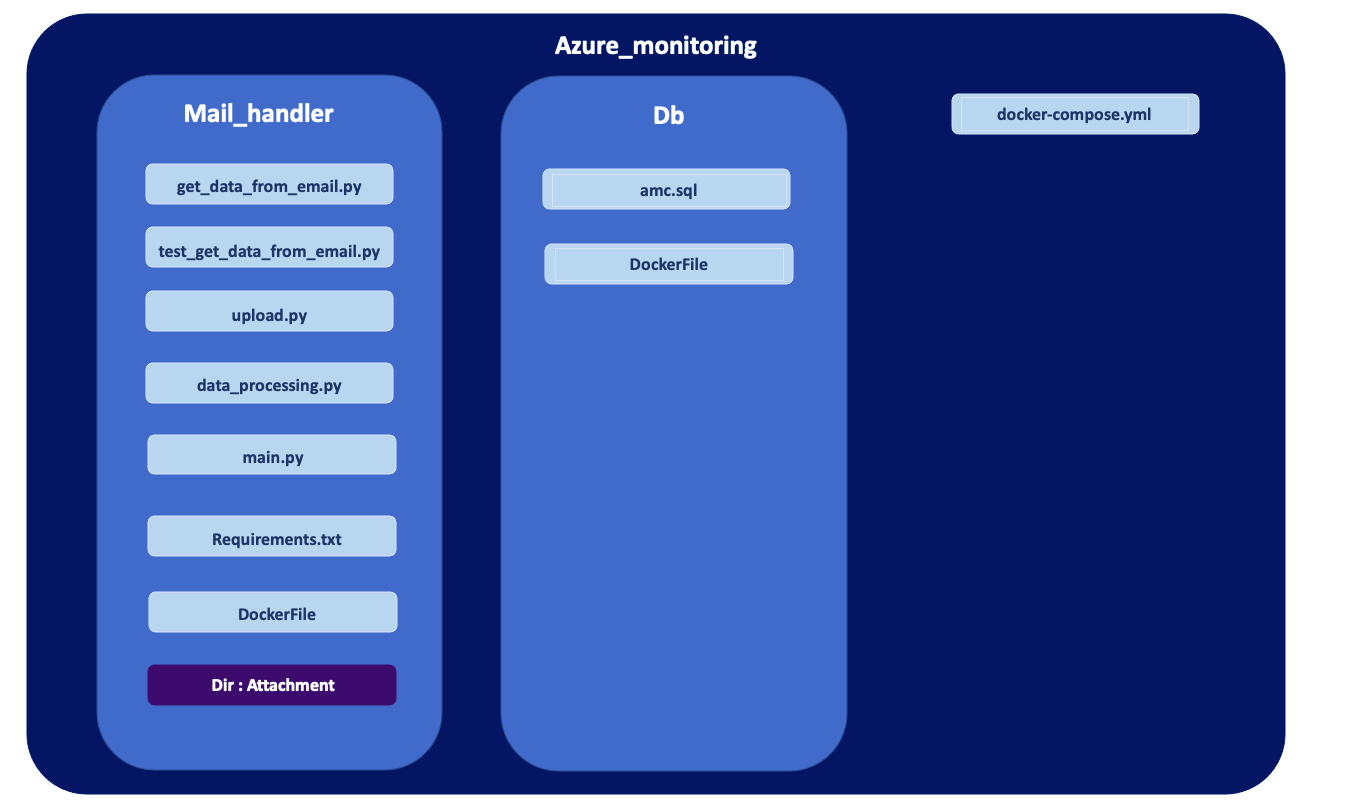 Azure_monitoring
Mail_handler
get_data_from_email.py
test_get_data_from_email.py
upload.py
data_processing.py
main.py
Requirements.txt
DockerFile
Dir : Attachment
Db
amc.sql
DockerFile
docker-compose.yml